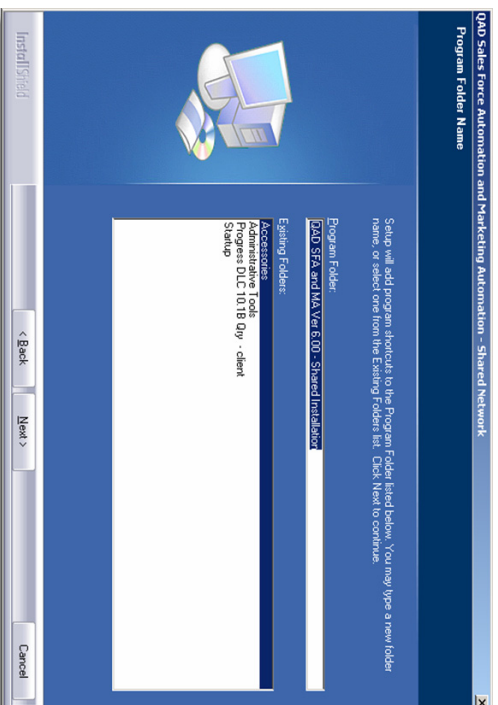 QAD Sales Force Automation and Marketing Automation - Shared Network
Program Folder Name
Setup will add program shortcuts to the Program Folder listed below. You may type a new folder
name, or select one from the Existing Folders list. Click Next to continue.
Program Folder:
QAD SFA and MA Ver 6.00 - Shared Installation
Existing Folders:
Accessories
Administrative Tools
Progress DLC 10.1B Qry - client
Startup
InstallShield
< Back
Next >
Cancel